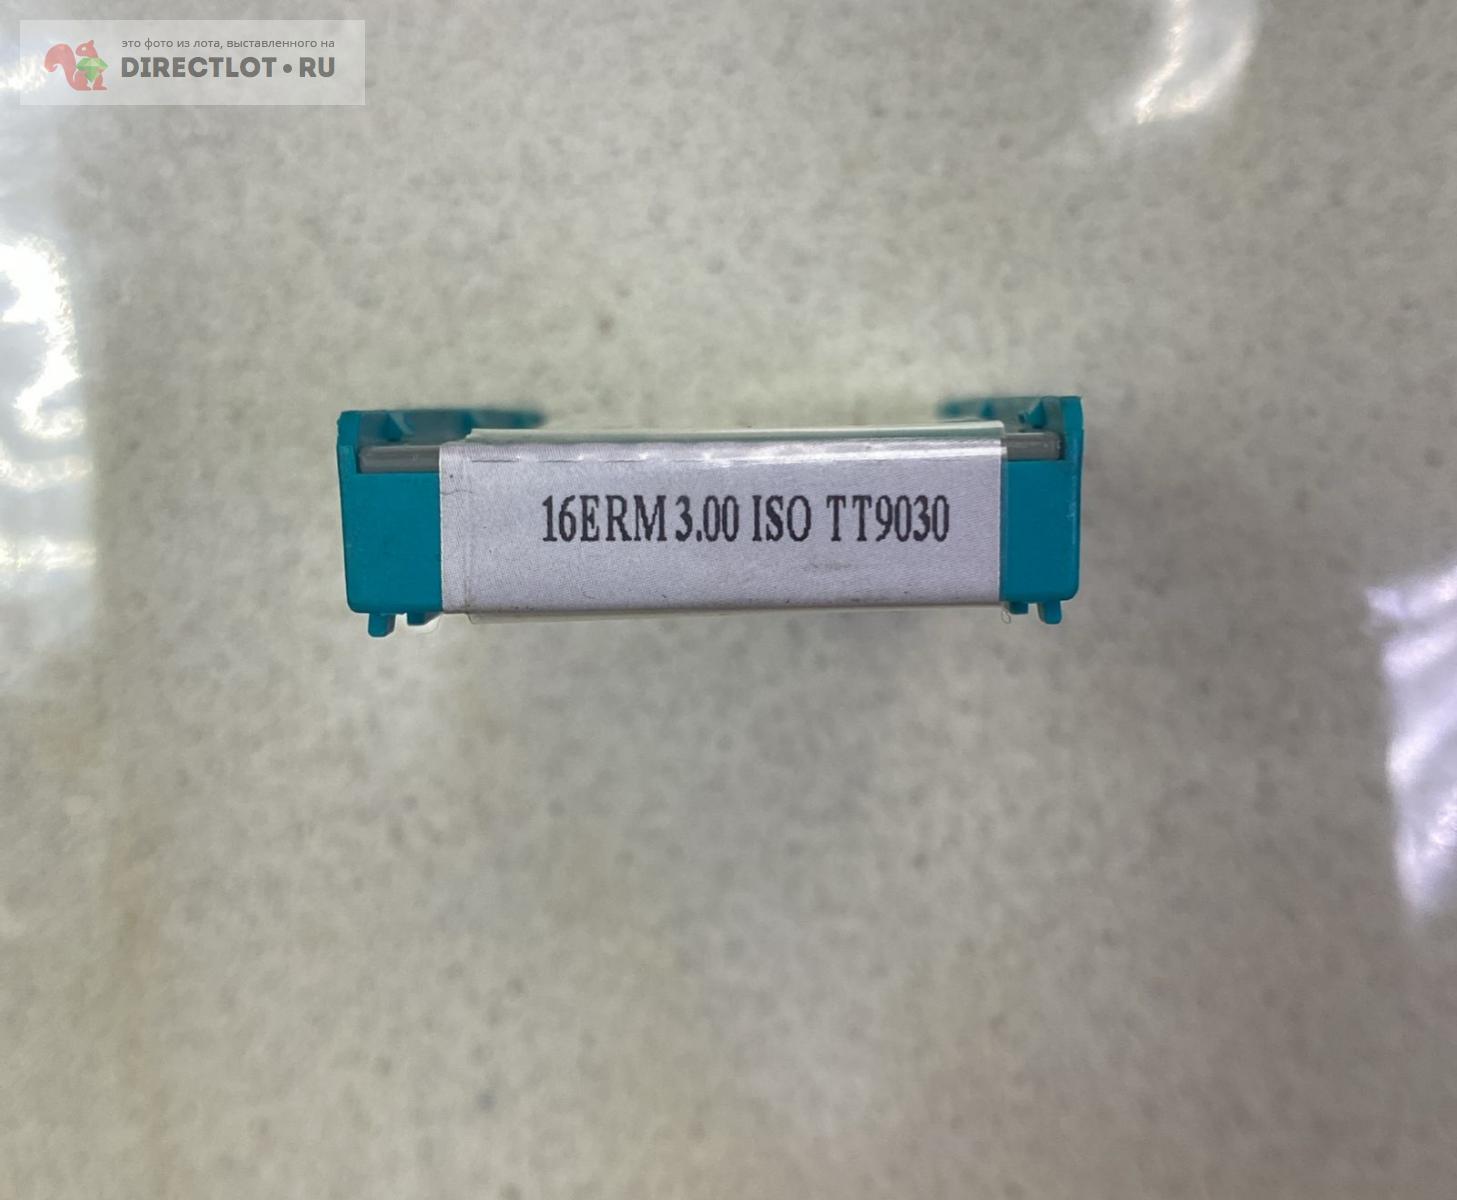 это фото из лота, выставленного на
DIRECTLOT•RU
16ERM 3.00 ISO TT9030